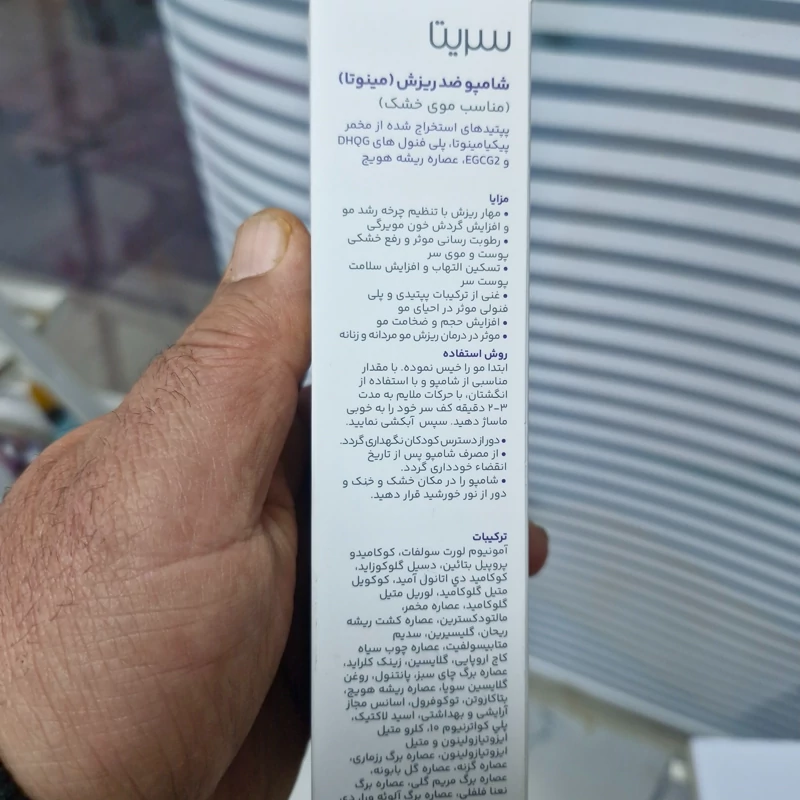 سریتا
شامپو ضد ریزش (مینوتا)
(مناسب موی خشک)
پپتیدهای استخراج شده از مخمر
پیکیامینوتا، پلی فنول های DHQG
و EGCG2، عصاره ریشه هویج
مزایا
• مهار ریزش با تنظیم چرخه رشد مو
و افزایش گردش خون مویرگی
• رطوبت رسانی موثر و رفع خشکی
پوست و موی سر
• تسکین التهاب و افزایش سلامت
پوست سر
• غنی از ترکیبات پپتیدی و پلی
فنولی موثر در احیای مو
• افزایش حجم و ضخامت مو
• موثر در درمان ریزش مو مردانه و زنانه
روش استفاده
ابتدا مو را خیس نموده. با مقدار
مناسبی از شامپو و با استفاده از
انگشتان، با حرکات ملایم به مدت
۲-۳ دقیقه کف سر خود را به خوبی
ماساژ دهید. سپس آبکشی نمایید.
• دور از دسترس کودکان نگهداری گردد.
• از مصرف شامپو پس از تاریخ
انقضاء خودداری گردد.
• شامپو را در مکان خشک و خنک و
دور از نور خورشید قرار دهید.
ترکیبات
آمونیوم لورت سولفات، کوکامیدو
پروپیل بتائین، دسیل گلوکوزاید،
کوکامید دي اتانول آمید، کوکویل
متیل گلوکامید، لوریل متیل
گلوکامید، عصاره مخمر،
مالتودکسترین، عصاره کشت ریشه
ریحان، گلیسیرین، سدیم
متابیسولفیت، عصاره چوب سیاه
کاج اروپایی، گلایسین، زینک کلراید،
عصاره برگ چای سبز، پانتنول، روغن
گلایسین سویا، عصاره ریشه هویج،
بتاکاروتن، توکوفرول، اسانس مجاز
آرایشی و بهداشتی، اسید لاکتیک،
پلي کواترنیوم ۱۰، کلرو متیل
ایزوتیازولینون و متیل
ایزوتیازولینون، عصاره برگ رزماری،
عصاره گزنه، عصاره گل بابونه،
عصاره برگ مریم گلی، عصاره برگ
نعنا فلفلی، عصاره برگ آلوئه ورا، دی